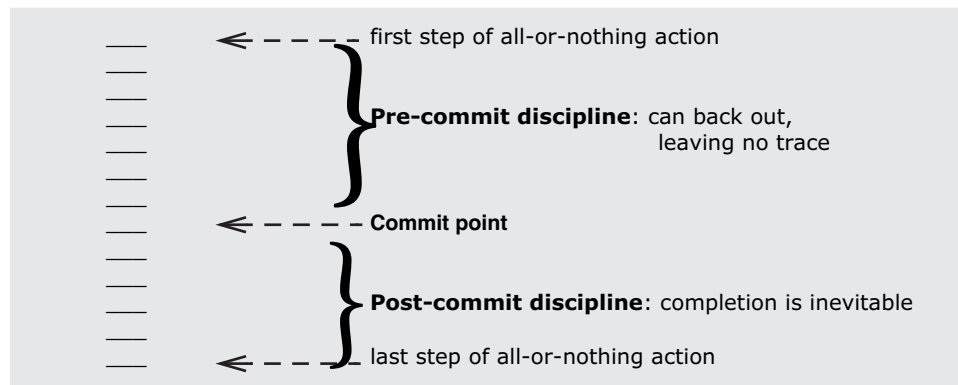 first step of all-or-nothing action
Pre-commit discipline: can back out,
leaving no trace
Commit point
Post-commit discipline: completion is inevitable
last step of all-or-nothing action